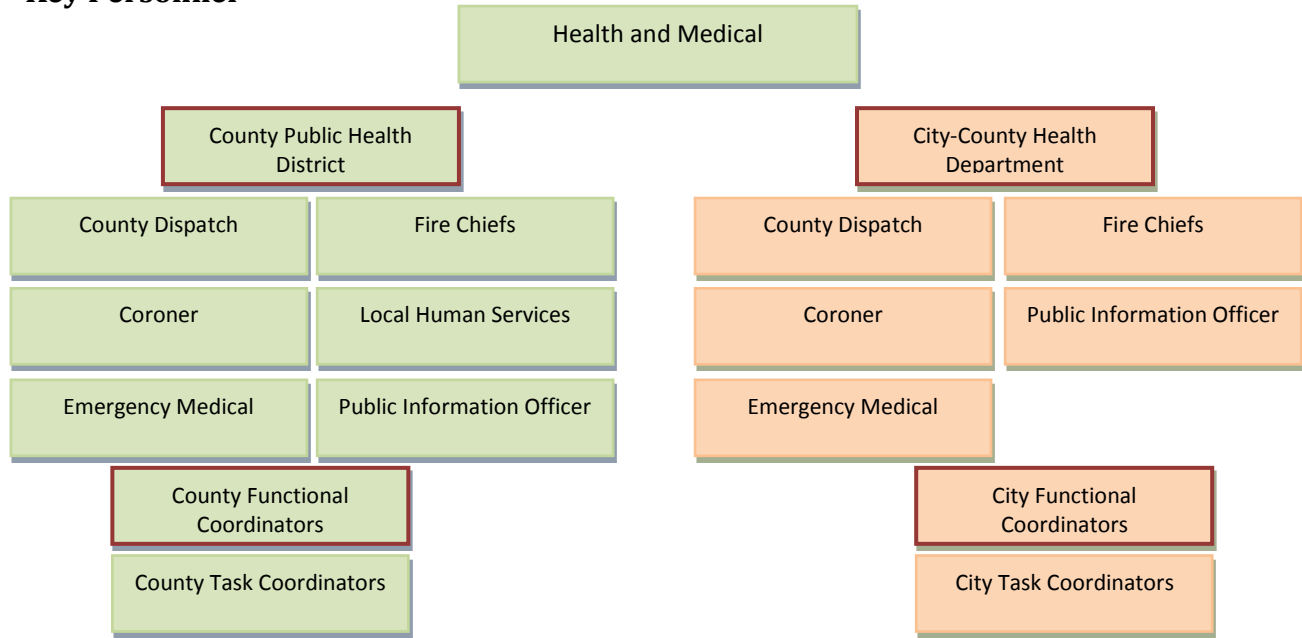 Key Personnel
Health and Medical
County Public Health
District
City-County Health
Department
County Dispatch
Fire Chiefs
County Dispatch
Fire Chiefs
Coroner
Local Human Services
Coroner
Public Information Officer
Emergency Medical
Public Information Officer
Emergency Medical
County Functional
Coordinators
City Functional
Coordinators
County Task Coordinators
City Task Coordinators